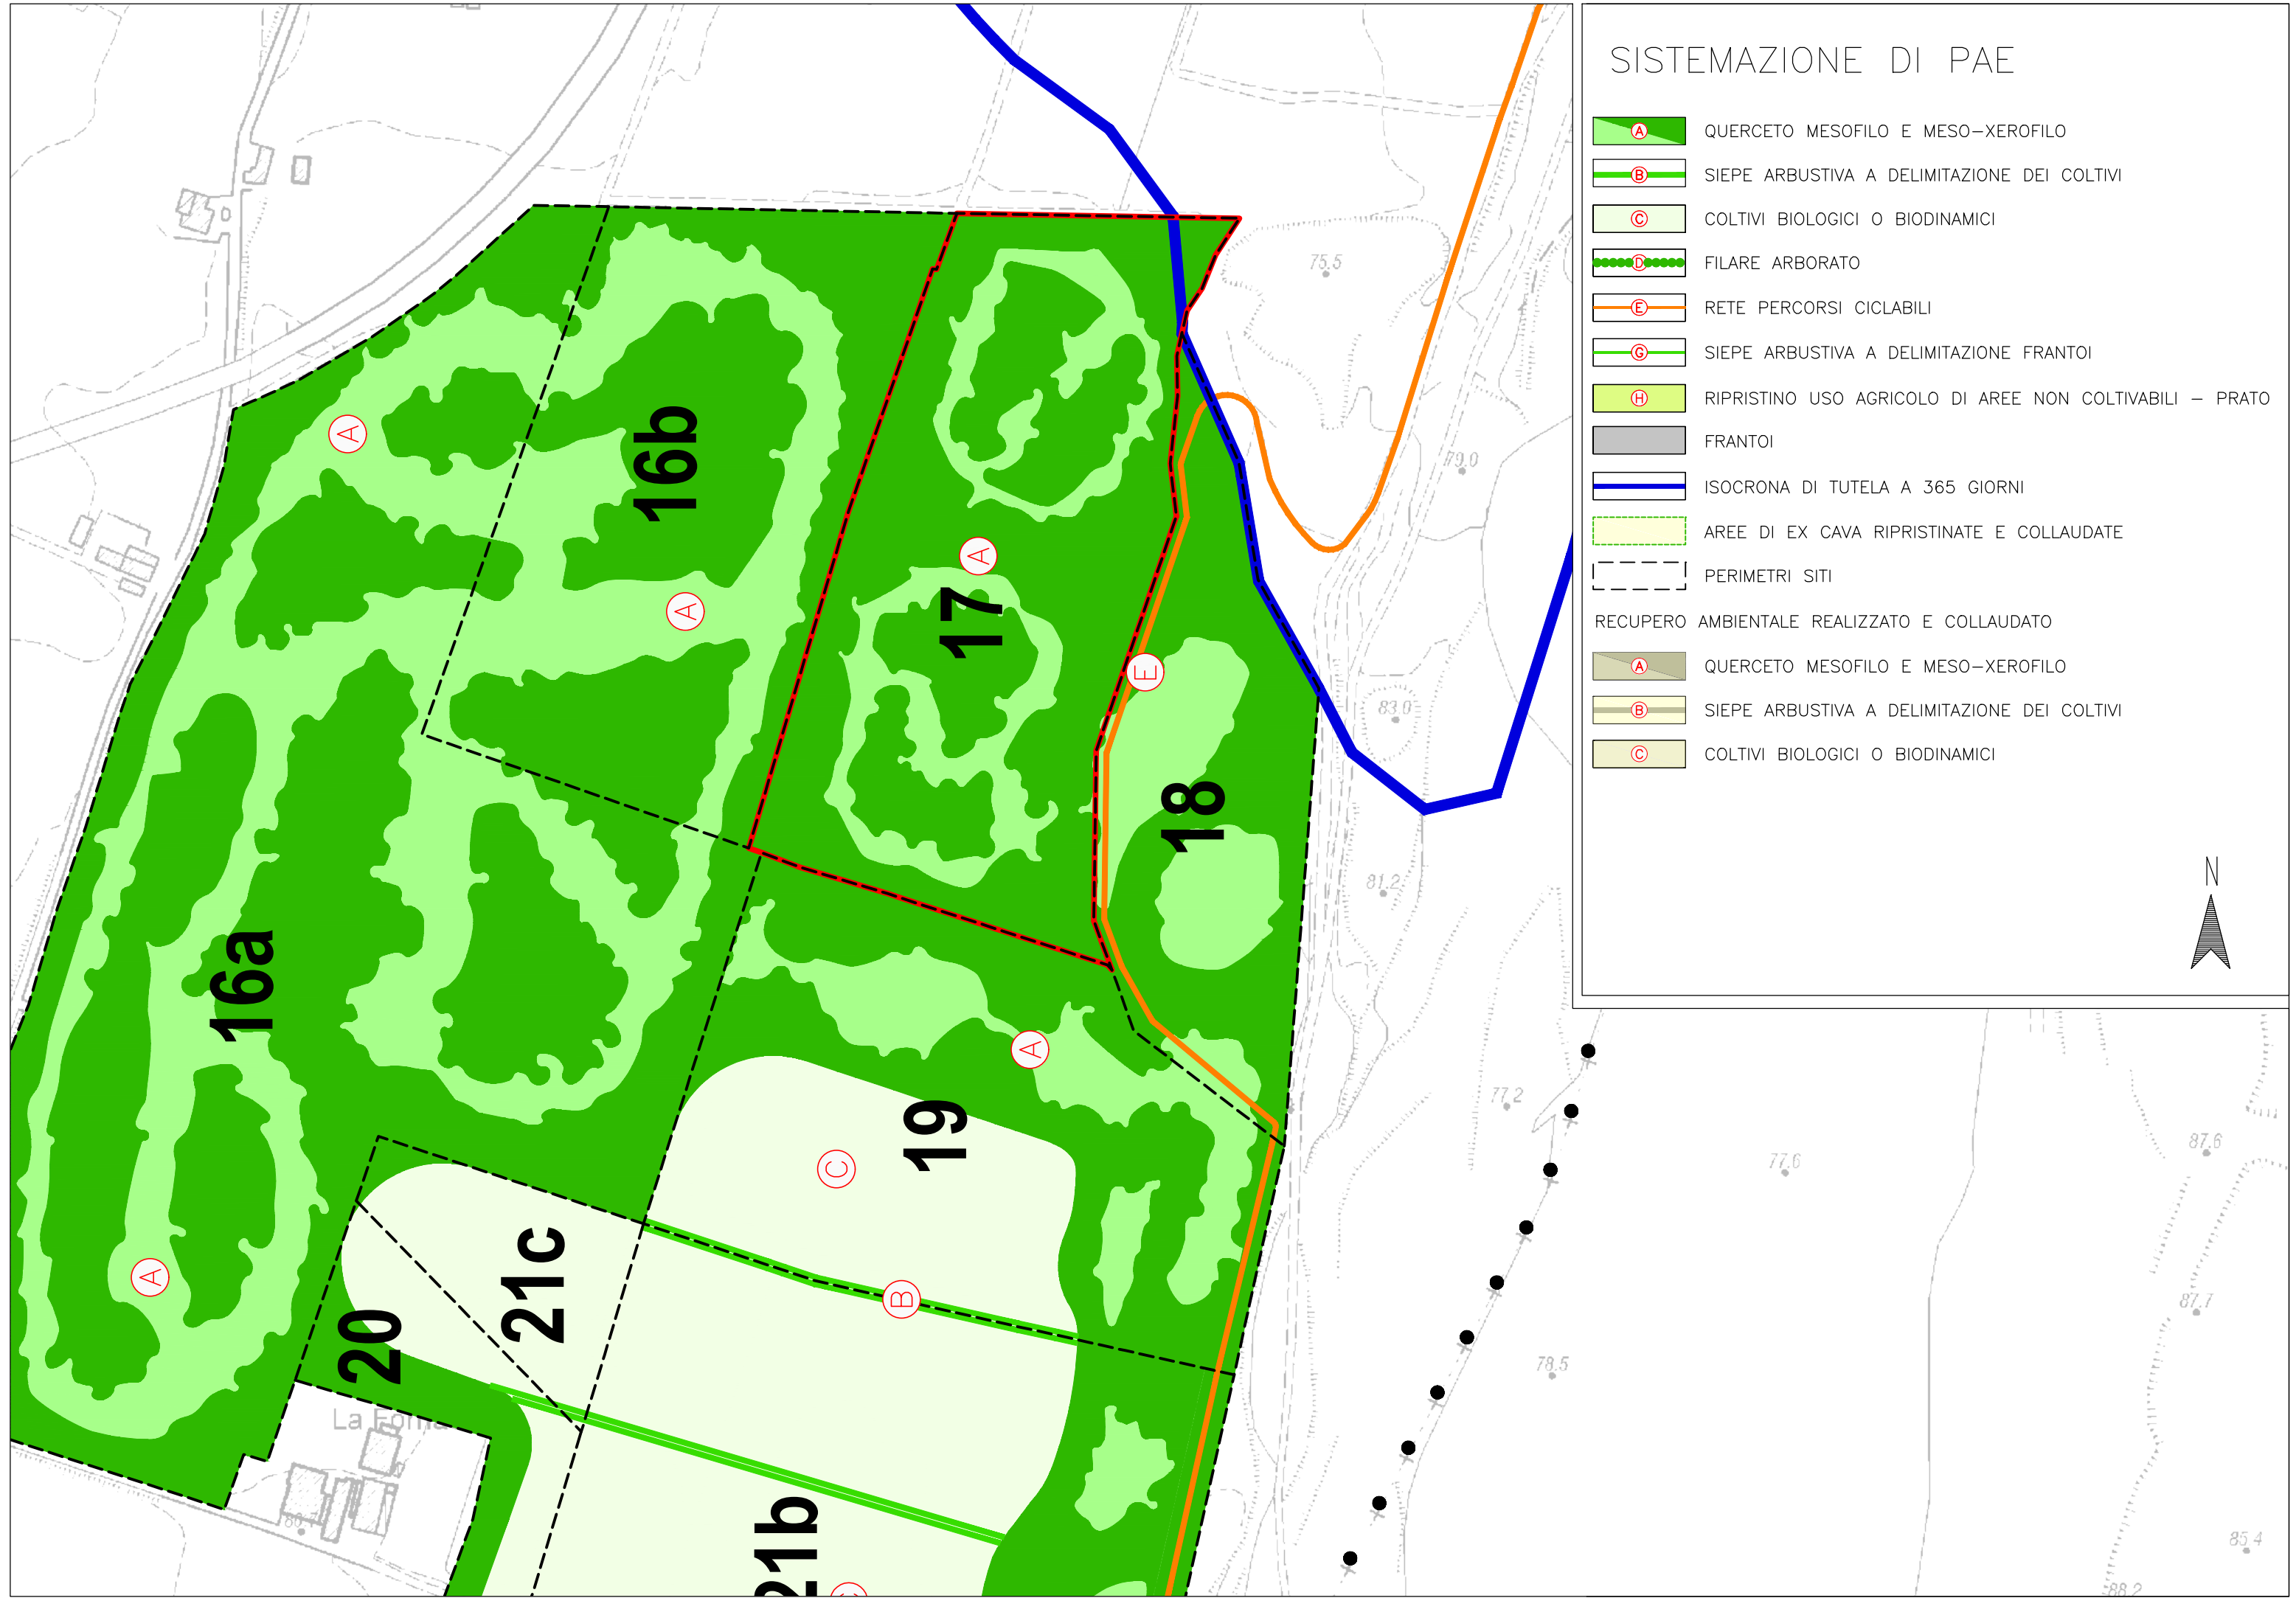 SISTEMAZIONE DI PAE
A QUERCETO MESOFILO E MESO-XEROFILO
B SIEPE ARBUSTIVA A DELIMITAZIONE DEI COLTIVI
C COLTIVI BIOLOGICI O BIODINAMICI
D FILARE ARBORATO
E RETE PERCORSI CICLABILI
G SIEPE ARBUSTIVA A DELIMITAZIONE FRANTOI
H RIPRISTINO USO AGRICOLO DI AREE NON COLTIVABILI - PRATO
FRANTOI
ISOCRONA DI TUTELA A 365 GIORNI
AREE DI EX CAVA RIPRISTINATE E COLLAUDATE
PERIMETRI SITI
RECUPERO AMBIENTALE REALIZZATO E COLLAUDATO
A QUERCETO MESOFILO E MESO-XEROFILO
B SIEPE ARBUSTIVA A DELIMITAZIONE DEI COLTIVI
C COLTIVI BIOLOGICI O BIODINAMICI
N
75.5
A
16b
79.0
A
17
A
E
83.0
18
81.2
16a
A
19
77.2
87.6
C
77.6
A
21c
B
87.7
20
78.5
La
21b
85.4
88.2